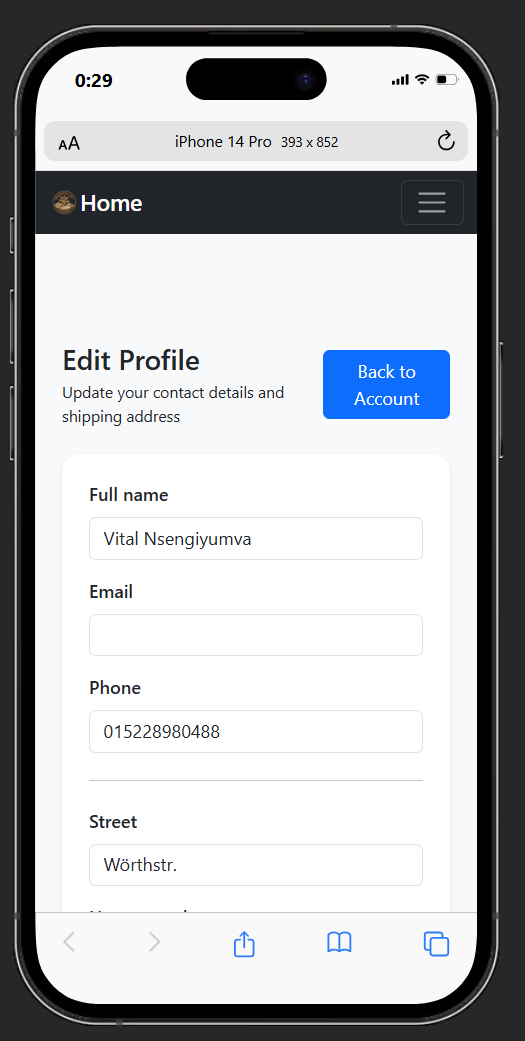 0:29
AA
iPhone 14 Pro 393 x 852
Home
Edit Profile
Update your contact details and
shipping address
Back to
Account
Full name
Vital Nsengiyumva
Email
Phone
015228980488
Street
Wörthstr.